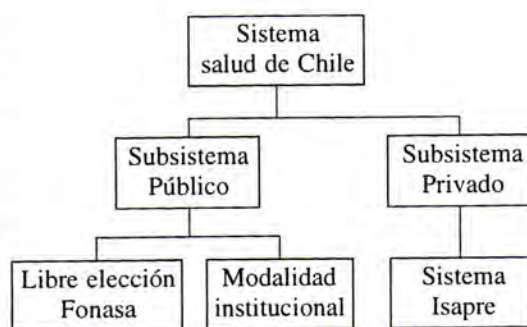 Sistema
salud de Chile
Subsistema
Público
Subsistema
Privado
Libre elección
Fonasa
Modalidad
institucional
Sistema
Isapre